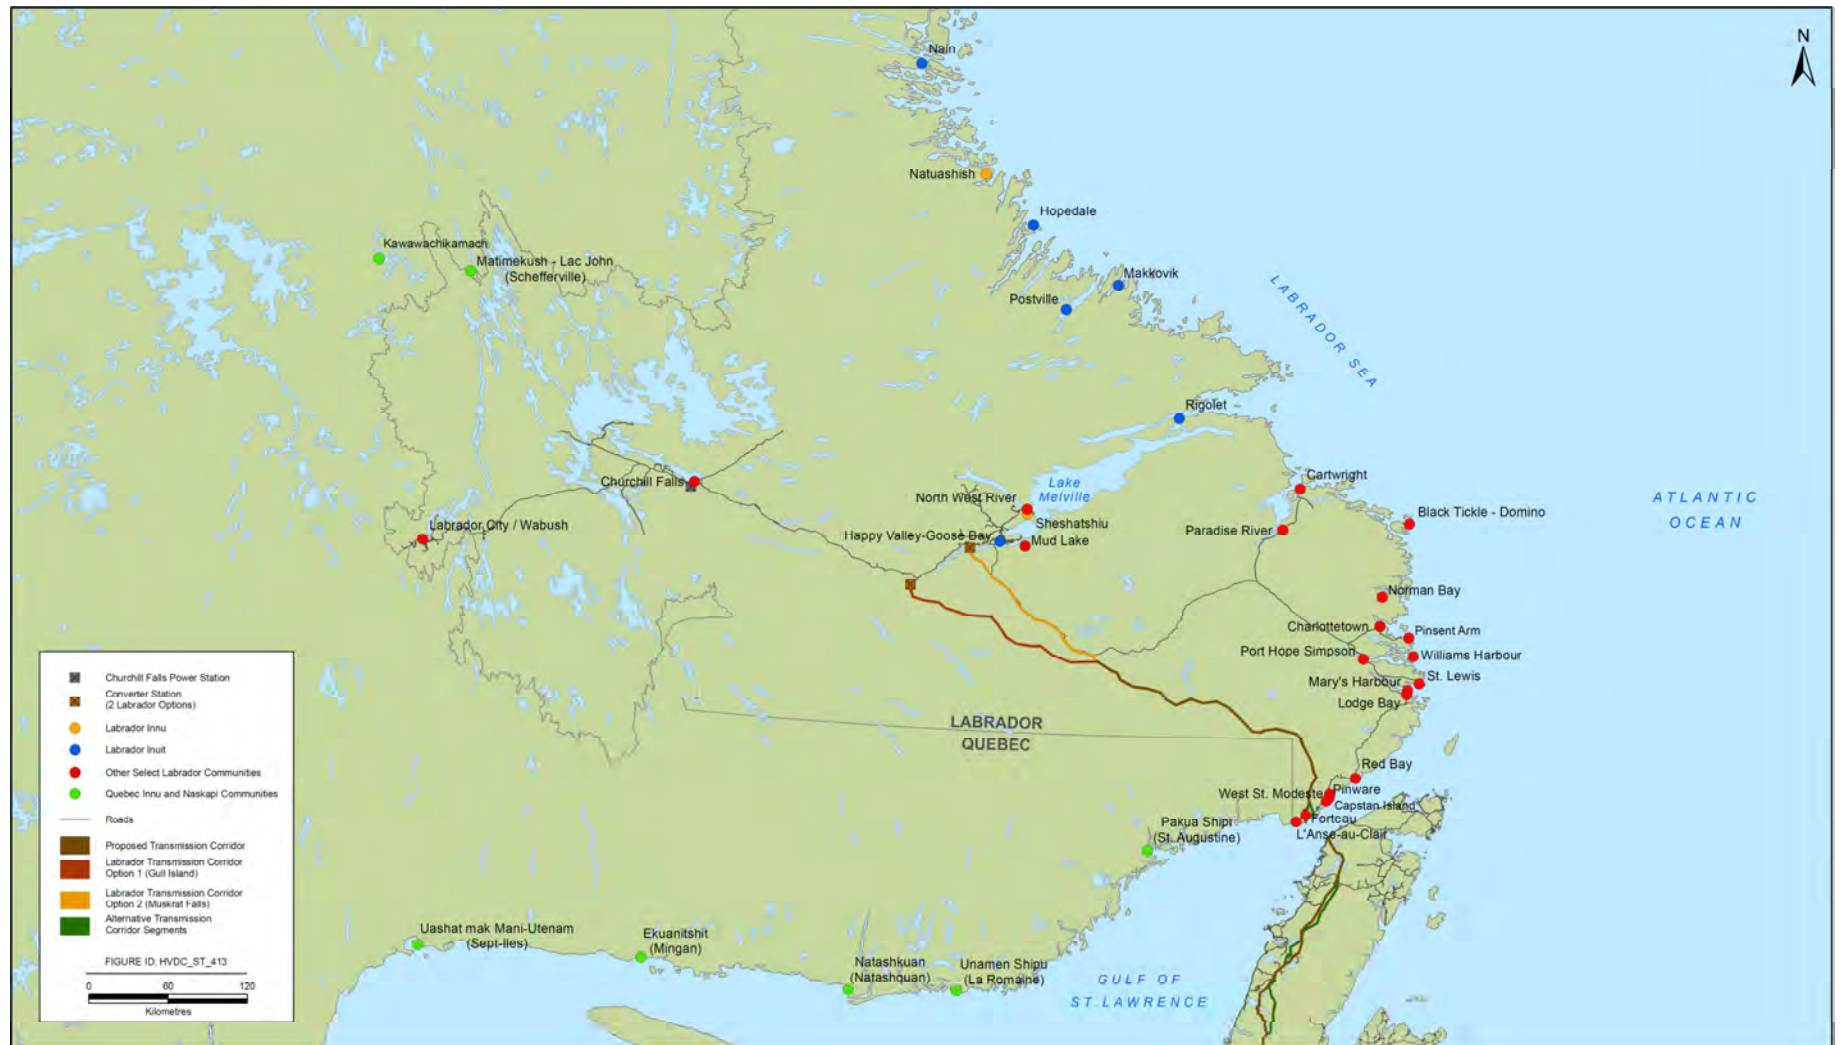 N
Nain
Natuashish
Hopedale
Kawawachikamach
Matimekush - Lac John
(Schefferville)
Makkovik
Postville
LABRADOR SEA
Rigolet
Churchill Falls
Cartwright
Lake
Melville
North West River
ATLANTIC
OCEAN
Black Tickle - Domino
Labrador City / Wabush
Sheshatshiu
Paradise River
Happy Valley-Goose Bay
Mud Lake
Norman Bay
Charlottetown
Pinsent Arm
Port Hope Simpson
Williams Harbour
Mary's Harbour
St. Lewis
Lodge Bay
LABRADOR
QUEBEC
Red Bay
West St. Modeste
Pinware
Capstan Island
Forteau
L'Anse-au-Clair
Pakua Shipi
(St. Augustine)
Uashat mak Mani-Utenam
(Sept-Iles)
Ekuanitshit
(Mingan)
Natashkuan
(Natashquan)
Unamen Shipu
(La Romaine)
GULF OF
ST.LAWRENCE
Churchill Falls Power Station
Converter Station
(2 Labrador Options)
Labrador Innu
Labrador Inuit
Other Select Labrador Communities
Quebec Innu and Naskapi Communities
Roads
Proposed Transmission Corridor
Labrador Transmission Corridor
Option 1 (Gull Island)
Labrador Transmission Corridor
Option 2 (Muskrat Falls)
Alternative Transmission
Corridor Segments
FIGURE ID: HVDC_ST_413
0 60 120
Kilometres